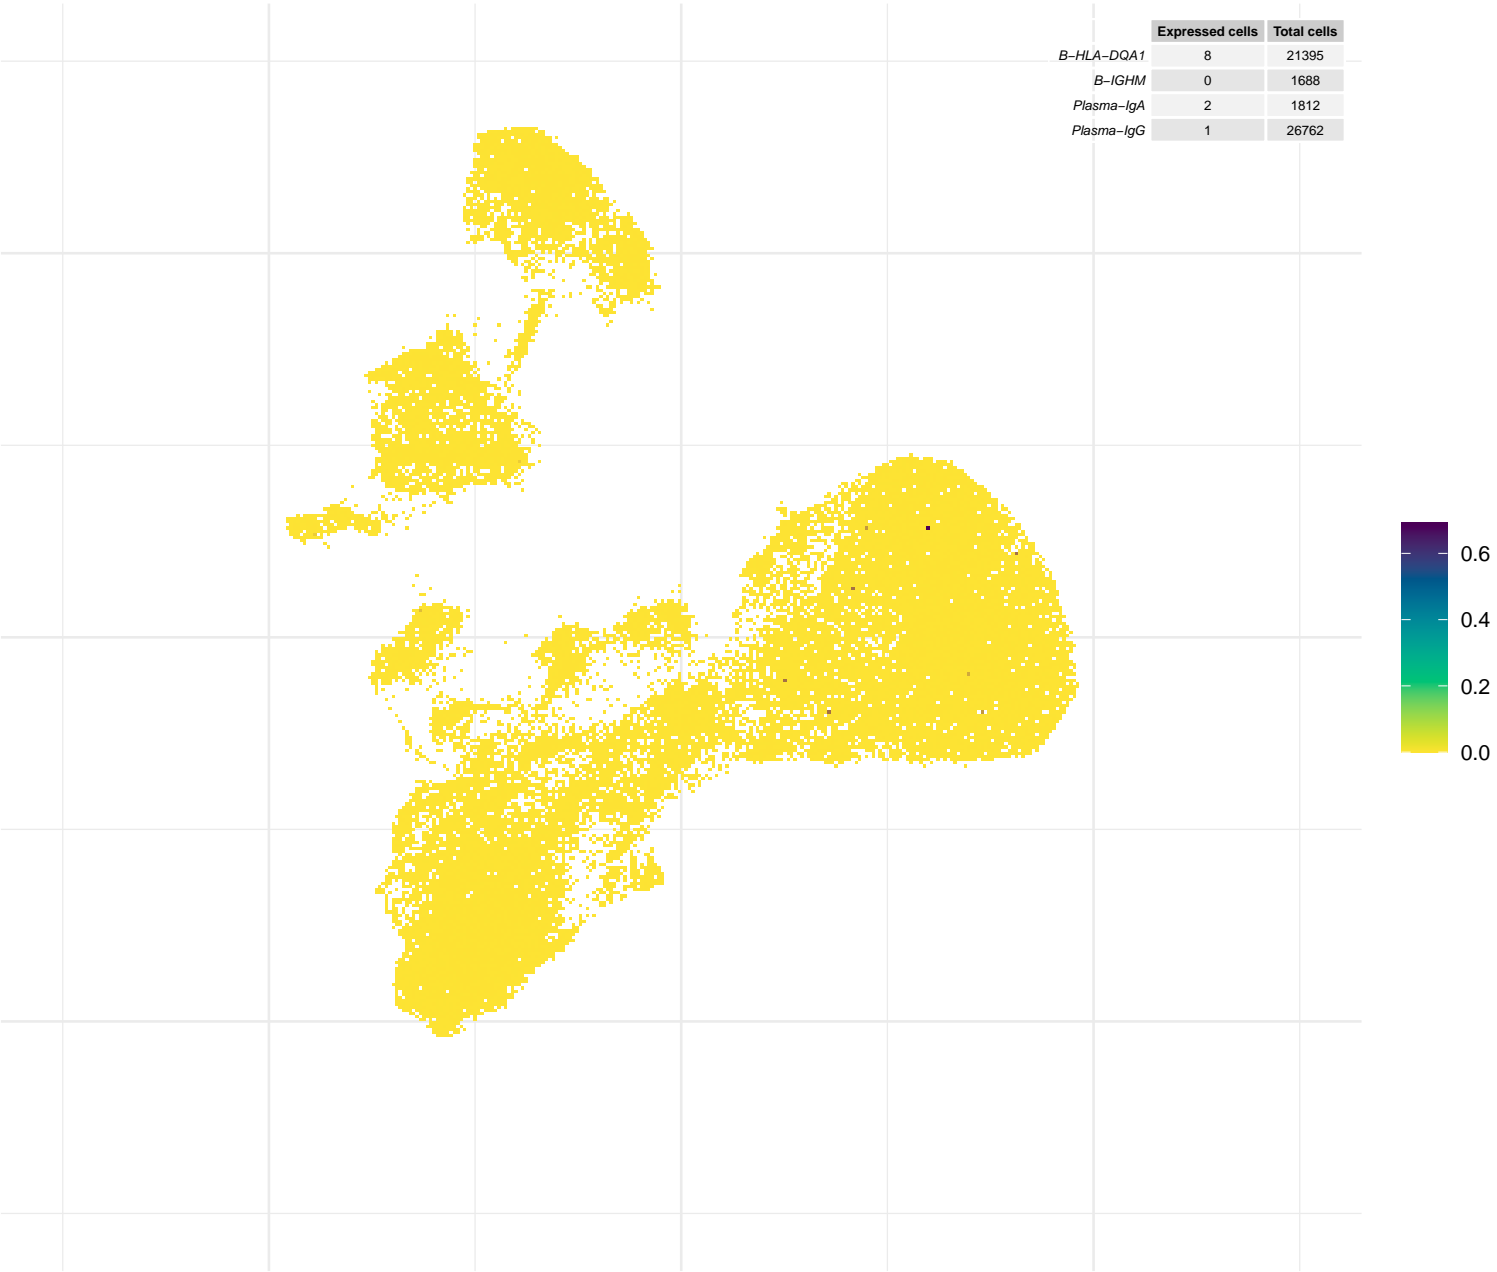 Expressed cells Total cells
B−HLA−DQA1 8 21395
B−IGHM 0 1688
Plasma−IgA 2 1812
Plasma−IgG 1 26762
0.6
0.4
0.2
0.0